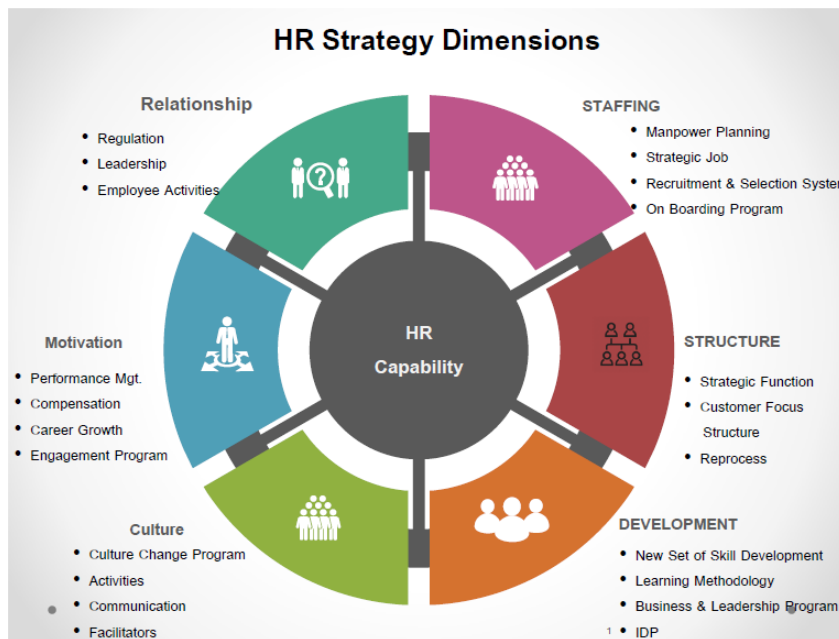 HR Strategy Dimensions
Relationship
• Regulation
• Leadership
• Employee Activities
STAFFING
• Manpower Planning
• Strategic Job
• Recruitment & Selection System
• On Boarding Program
HR
Capability
Motivation
• Performance Mgt.
• Compensation
• Career Growth
• Engagement Program
STRUCTURE
• Strategic Function
• Customer Focus
Structure
• Reprocess
Culture
• Culture Change Program
• Activities
• Communication
• Facilitators
DEVELOPMENT
• New Set of Skill Development
• Learning Methodology
• Business & Leadership Program
• IDP
1